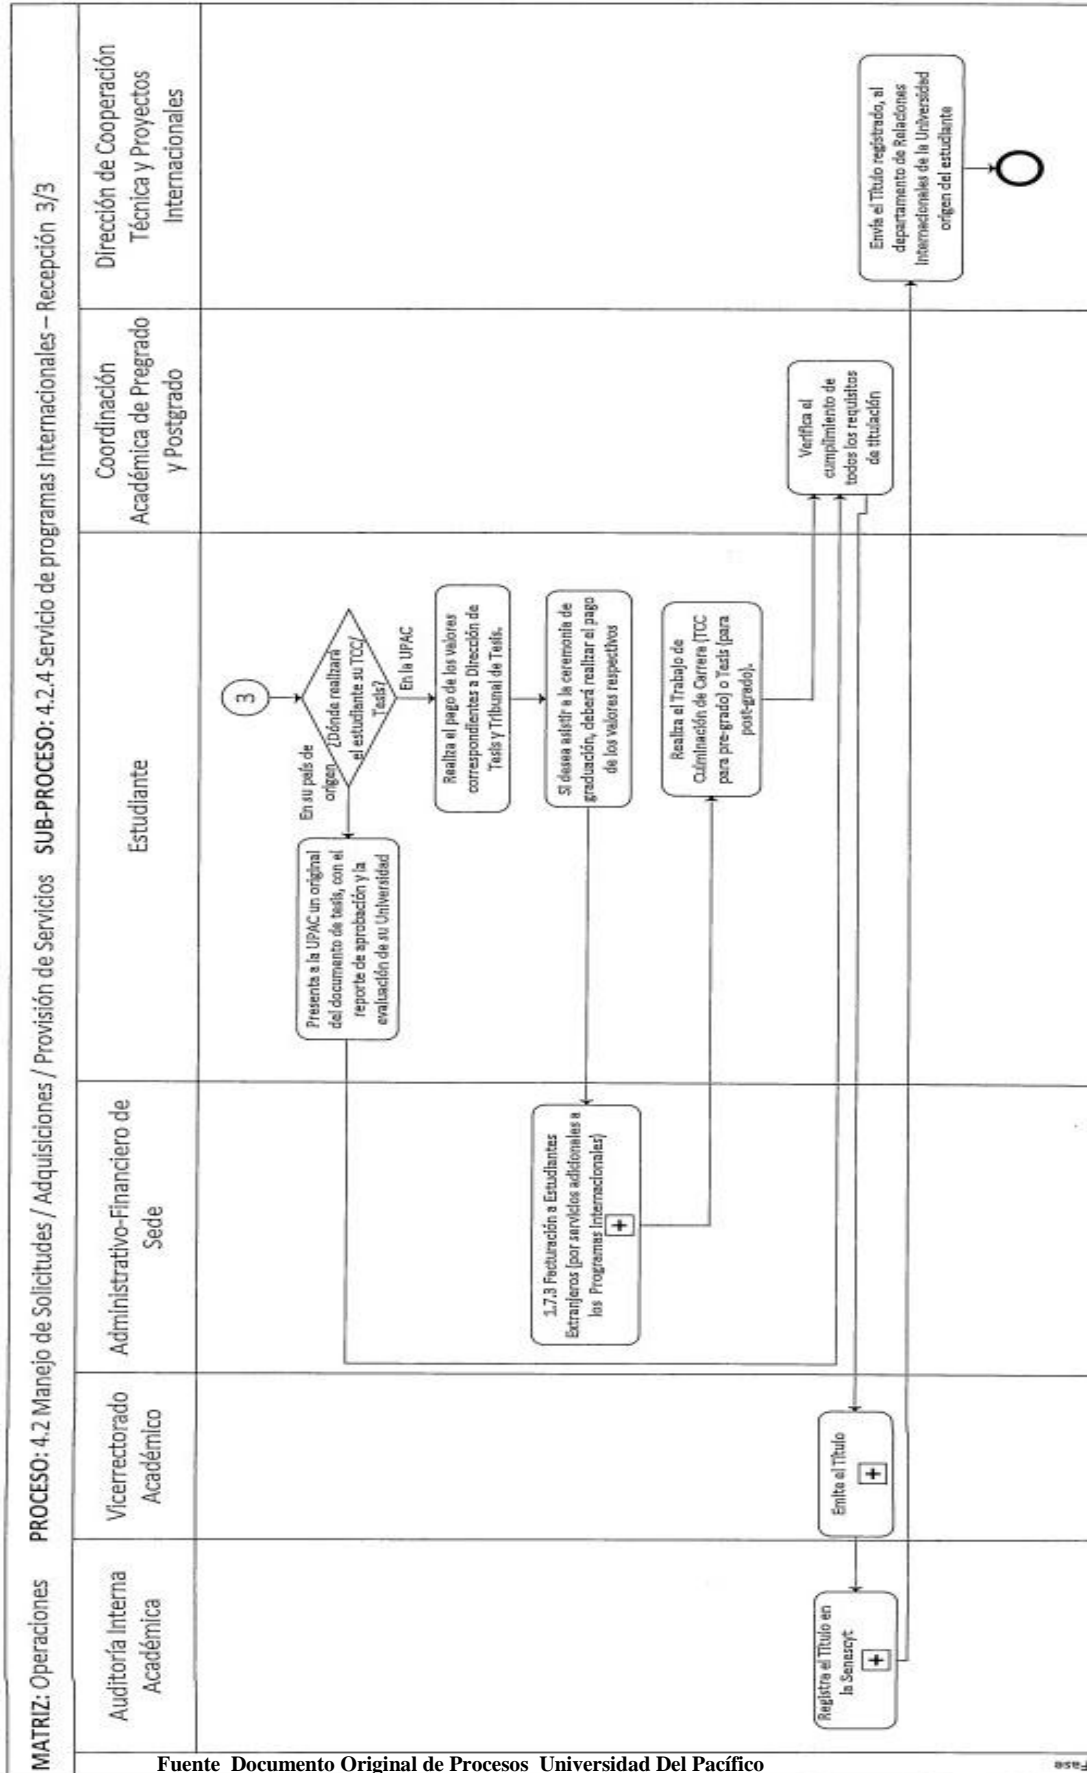 MATRIZ: Operaciones PROCESO: 4.2 Manejo de Solicitudes / Adquisiciones / Provisión de Servicios SUB-PROCESO: 4.2.4 Servicio de programas Internacionales – Recepción 3/3
Auditoría Interna
Académica
Vicerrectorado
Académico
Administrativo-Financiero de
Sede
Estudiante
Coordinación
Académica de Pregrado
y Postgrado
Dirección de Cooperación
Técnica y Proyectos
Internacionales
3
¿Dónde realizará
el estudiante su TCC/
Tesis?
En su país de
origen
En la UPAC
Presenta a la UPAC un original
del documento de tesis, con el
reporte de aprobación y la
evaluación de su Universidad
Realiza el pago de los valores
correspondientes a Dirección de
Tesis y Tribunal de Tesis.
Si desea asistir a la ceremonia de
graduación, deberá realizar el pago
de los valores respectivos
1.7.3 Facturación a Estudiantes
Extranjeros (por servicios adicionales a
los Programas Internacionales)
Realiza el Trabajo de
Culminación de Carrera (TCC
para pre-grado) o Tesis (para
post-grado).
Verifica el
cumplimiento de
todos los requisitos
de titulación
Emite el Título
Registra el Título en
la Senescyt
Envía el Título registrado, al
departamento de Relaciones
Internacionales de la Universidad
origen del estudiante
Fase
Fuente Documento Original de Procesos Universidad Del Pacífico